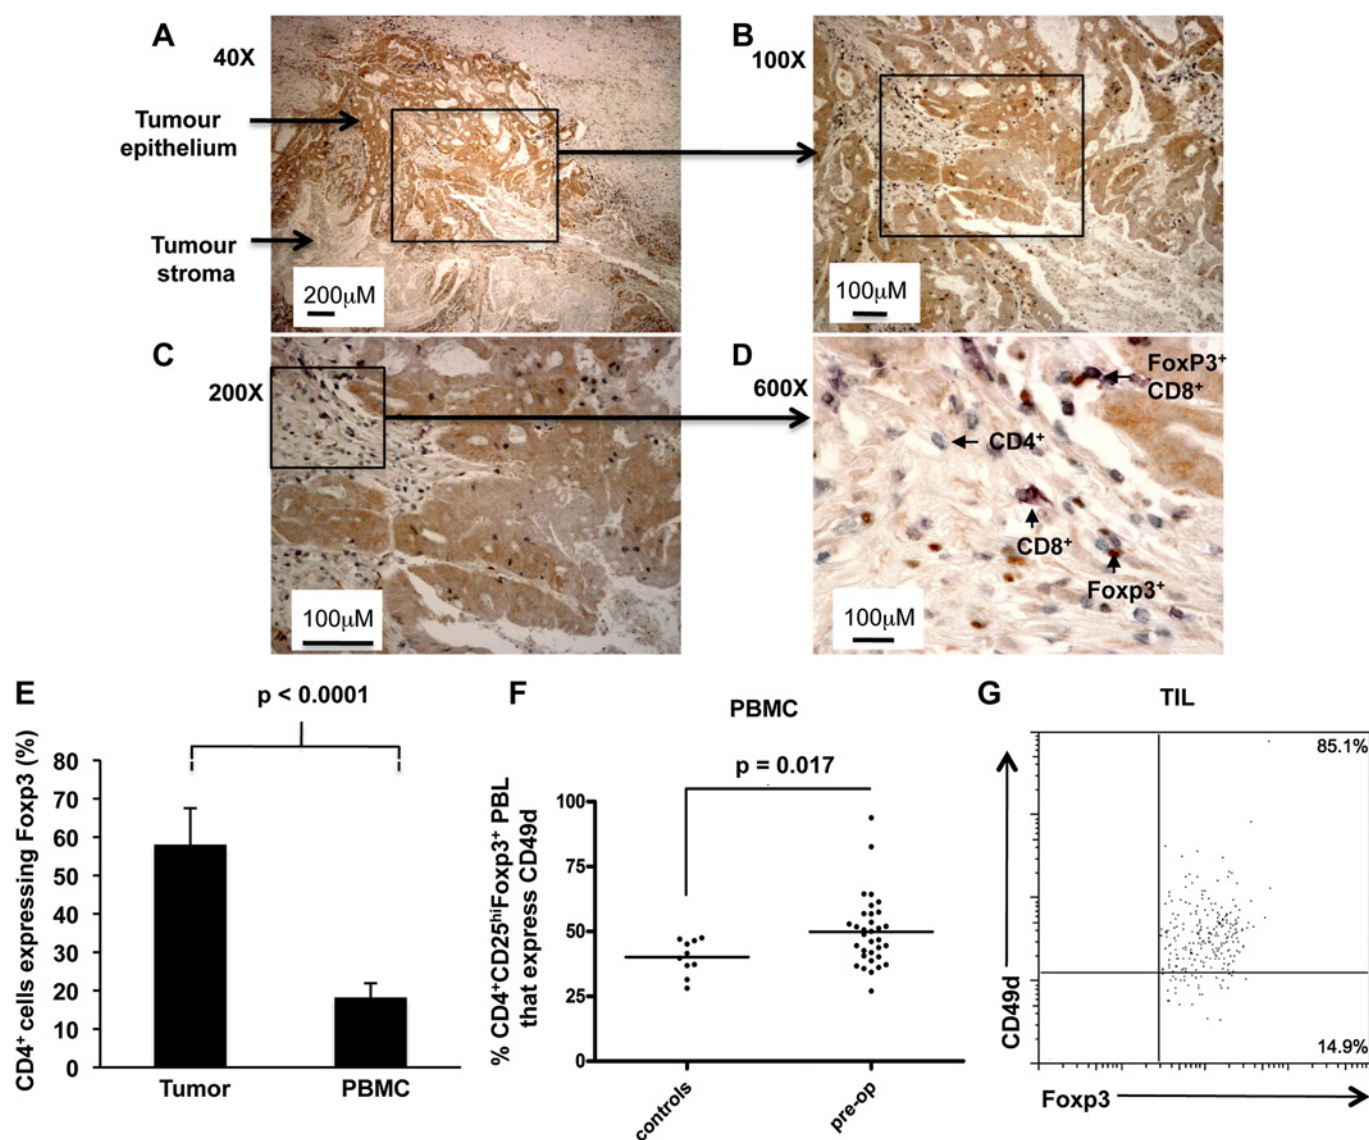 A
40X
Tumour
epithelium
Tumour
stroma
200μM
B
100X
100μM
C
200X
100μM
D
600X
FoxP3⁺
CD8⁺
CD4⁺
CD8⁺
Foxp3⁺
100μM
E
p < 0.0001
CD4⁺ cells expressing Foxp3 (%)
80
70
60
50
40
30
20
10
0
Tumor
PBMC
F
PBMC
p = 0.017
% CD4⁺CD25ʰⁱFoxp3⁺ PBL
that express CD49d
100
75
50
25
0
controls
pre-op
G
TIL
85.1%
14.9%
CD49d
Foxp3